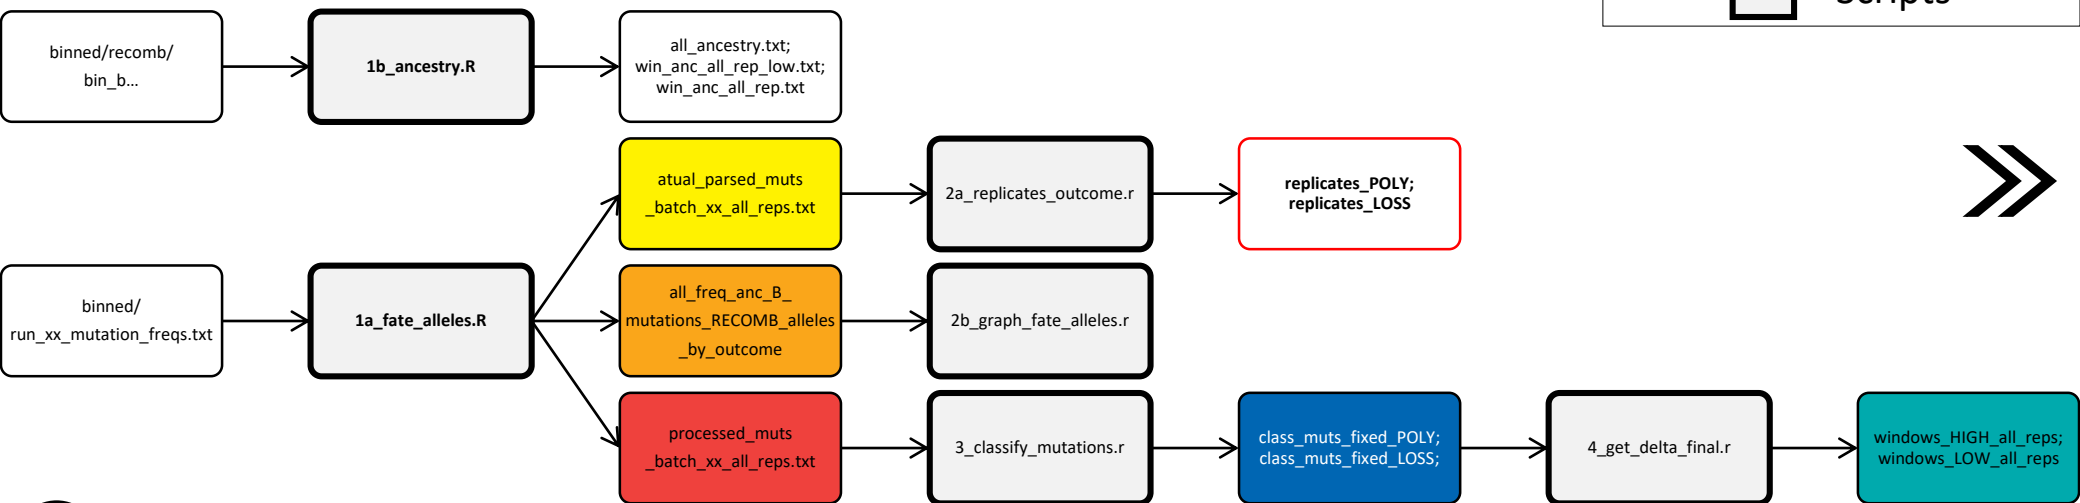 Scripts
binned/recomb/
bin_b...
1b_ancestry.R
all_ancestry.txt;
win_anc_all_rep_low.txt;
win_anc_all_rep.txt
atual_parsed_muts
_batch_xx_all_reps.txt
2a_replicates_outcome.r
replicates_POLY;
replicates_LOSS
binned/
run_xx_mutation_freqs.txt
1a_fate_alleles.R
all_freq_anc_B_
mutations_RECOMB_alleles
_by_outcome
2b_graph_fate_alleles.r
processed_muts
_batch_xx_all_reps.txt
3_classify_mutations.r
class_muts_fixed_POLY;
class_muts_fixed_LOSS;
4_get_delta_final.r
windows_HIGH_all_reps;
windows_LOW_all_reps